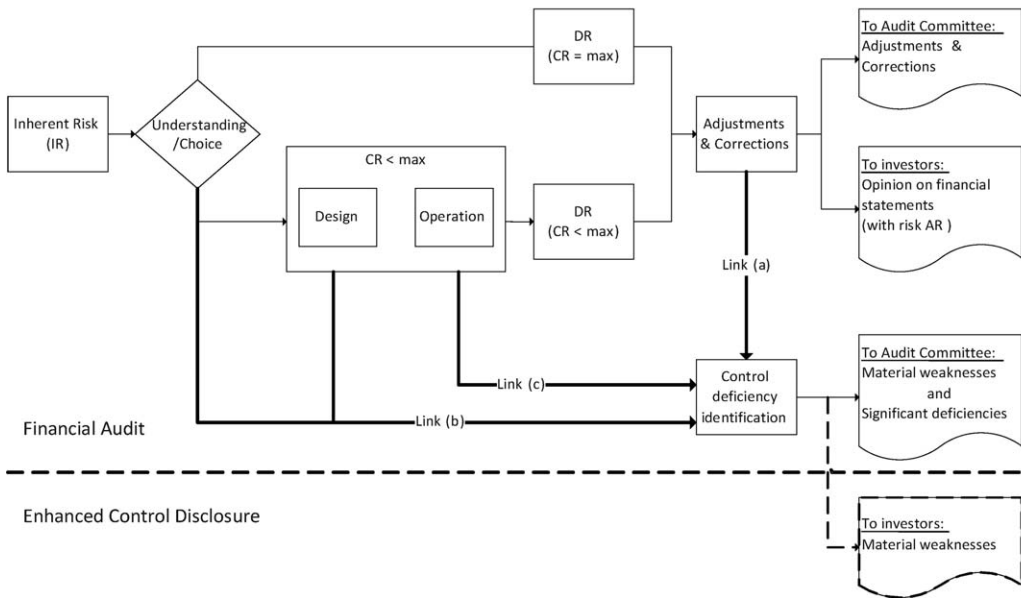 DR
(CR = max)
To Audit Committee:
Adjustments &
Corrections
Inherent Risk
(IR)
Understanding
/Choice
Adjustments
& Corrections
CR < max
Design
Operation
DR
(CR < max)
To investors:
Opinion on financial
statements
(with risk AR )
Link (a)
Control
deficiency
identification
To Audit Committee:
Material weaknesses
and
Significant deficiencies
Link (c)
Link (b)
Financial Audit
Enhanced Control Disclosure
To investors:
Material weaknesses